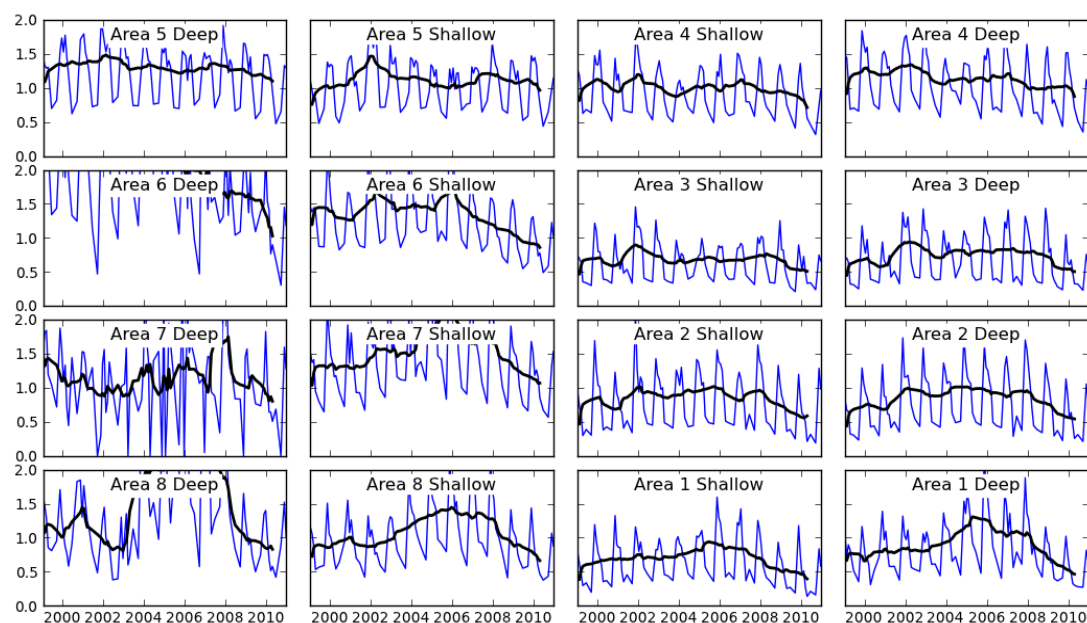 Area 5 Deep
Area 5 Shallow
Area 4 Shallow
Area 4 Deep
2.0
1.5
1.0
0.5
0.0
Area 6 Deep
Area 6 Shallow
Area 3 Shallow
Area 3 Deep
2.0
1.5
1.0
0.5
0.0
Area 7 Deep
Area 7 Shallow
Area 2 Shallow
Area 2 Deep
2.0
1.5
1.0
0.5
0.0
Area 8 Deep
Area 8 Shallow
Area 1 Shallow
Area 1 Deep
2.0
1.5
1.0
0.5
0.0
2000 2002 2004 2006 2008 2010
2000 2002 2004 2006 2008 2010
2000 2002 2004 2006 2008 2010
2000 2002 2004 2006 2008 2010